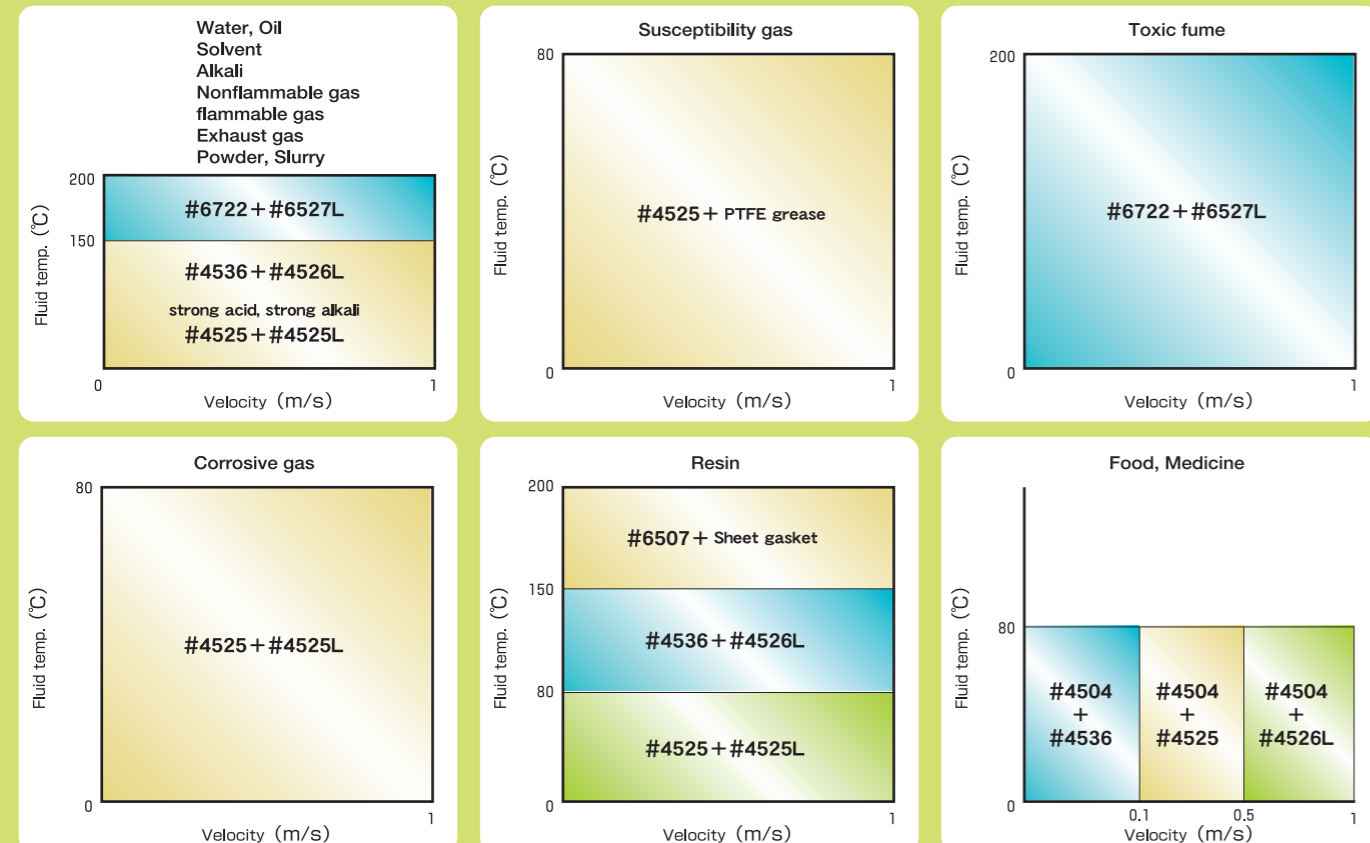 Water, Oil
Solvent
Alkali
Nonflammable gas
flammable gas
Exhaust gas
Powder, Slurry
Fluid temp. (℃)
200
150
0
#6722+#6527L
#4536+#4526L
strong acid, strong alkali
#4525+#4525L
1
Velocity (m/s)
Susceptibility gas
Fluid temp. (℃)
80
0
#4525+ PTFE grease
1
Velocity (m/s)
Toxic fume
Fluid temp. (℃)
200
0
#6722+#6527L
1
Velocity (m/s)
Corrosive gas
Fluid temp. (℃)
80
0
#4525+#4525L
1
Velocity (m/s)
Resin
Fluid temp. (℃)
200
150
80
0
#6507+ Sheet gasket
#4536+#4526L
#4525+#4525L
1
Velocity (m/s)
Food, Medicine
Fluid temp. (℃)
80
0
#4504
+
#4536
#4504
+
#4525
#4504
+
#4526L
0.1
0.5
1
Velocity (m/s)